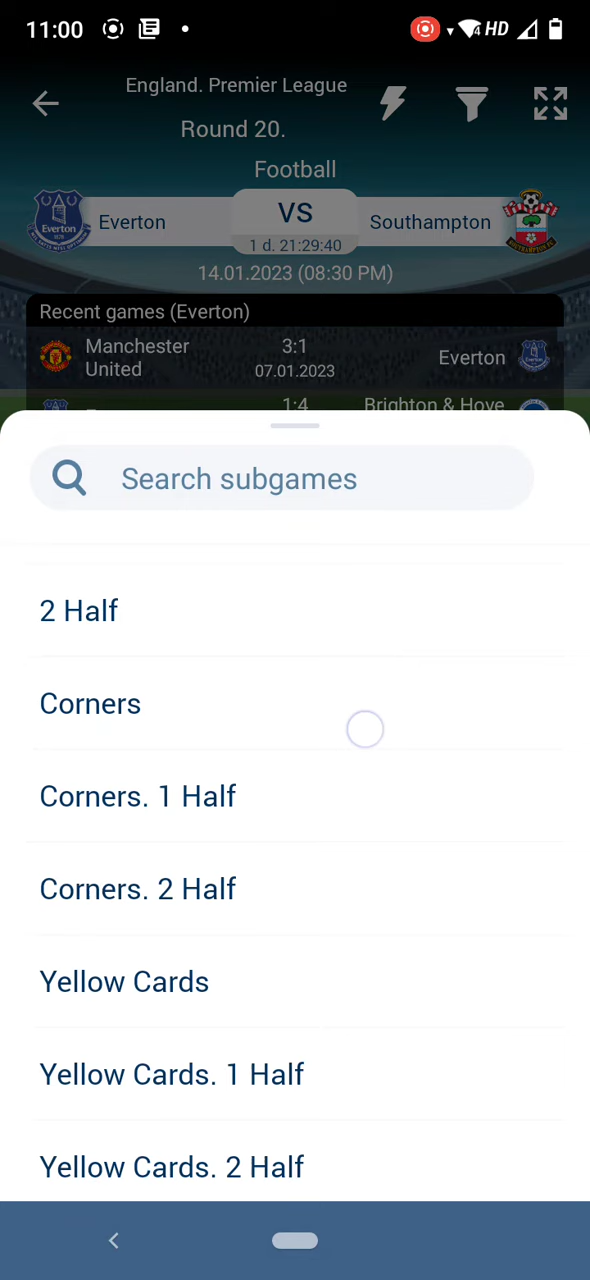 11:00
4 HD
England. Premier League
Round 20.
Football
Everton
Everton
VS
Southampton
1 d. 21:29:40
14.01.2023 (08:30 PM)
Recent games (Everton)
Manchester United
3:1
07.01.2023
Everton
1:4
Brighton & Hove
Search subgames
2 Half
Corners
Corners. 1 Half
Corners. 2 Half
Yellow Cards
Yellow Cards. 1 Half
Yellow Cards. 2 Half